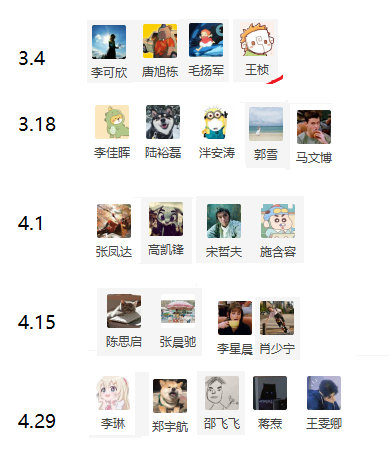 3.4
李可欣 唐旭栋 毛扬军 王桢
3.18
李佳晖 陆裕磊 泮安涛 郭雪 马文博
4.1
张凤达 高凯锋 宋哲夫 施含容
4.15
陈思启 张晨驰 李星晨 肖少宁
4.29
李琳 郑宇航 邵飞飞 蒋焘 王雯卿